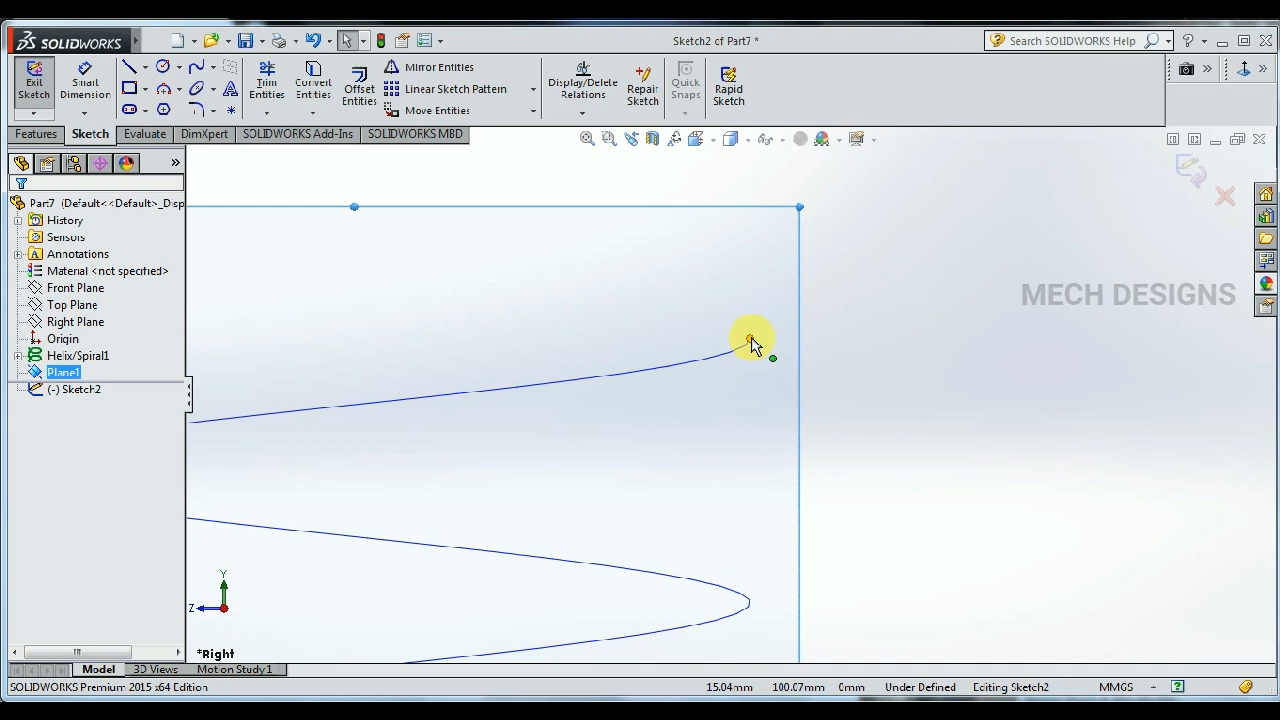 SOLIDWORKS
Sketch2 of Part7 *
Search SOLIDWORKS Help
Exit Sketch
Smart Dimension
Trim Entities
Convert Entities
Offset Entities
Mirror Entities
Linear Sketch Pattern
Move Entities
Display/Delete Relations
Repair Sketch
Quick Snaps
Rapid Sketch
Features
Sketch
Evaluate
DimXpert
SOLIDWORKS Add-Ins
SOLIDWORKS MBD
Part7 (Default<<Default>_Disp
History
Sensors
Annotations
Material <not specified>
Front Plane
Top Plane
Right Plane
Origin
Helix/Spiral1
Plane1
(-) Sketch2
MECH DESIGNS
Y
Z
*Right
Model
3D Views
Motion Study 1
SOLIDWORKS Premium 2015 x64 Edition
15.04mm
100.07mm
0mm
Under Defined
Editing Sketch2
MMGS